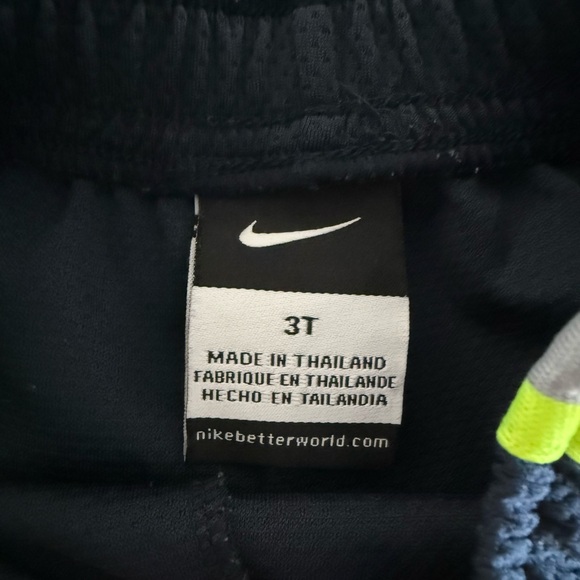 3T
MADE IN THAILAND
FABRIQUE EN THAILANDE
HECHO EN TAILANDIA
nikebetterworld.com